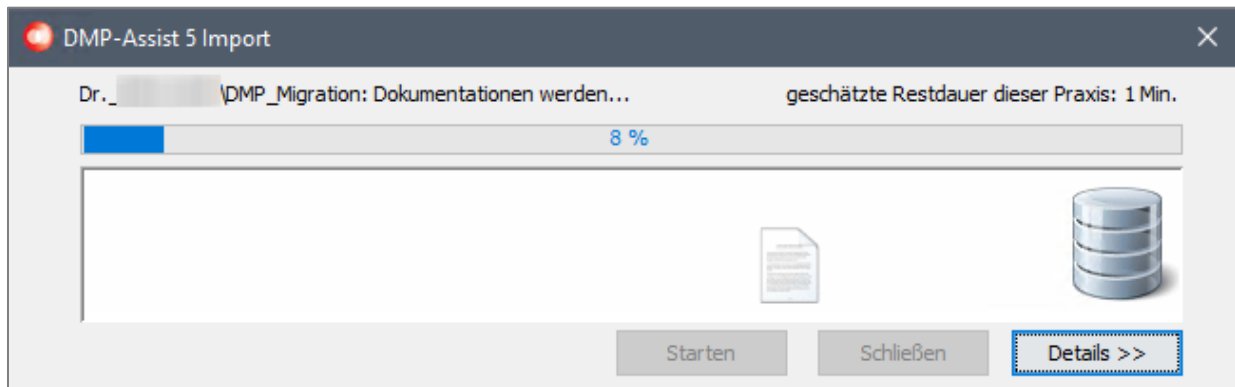 DMP-Assist 5 Import
Dr._ \DMP_Migration: Dokumentationen werden... geschätzte Restdauer dieser Praxis: 1 Min.
8 %
Starten Schließen Details >>